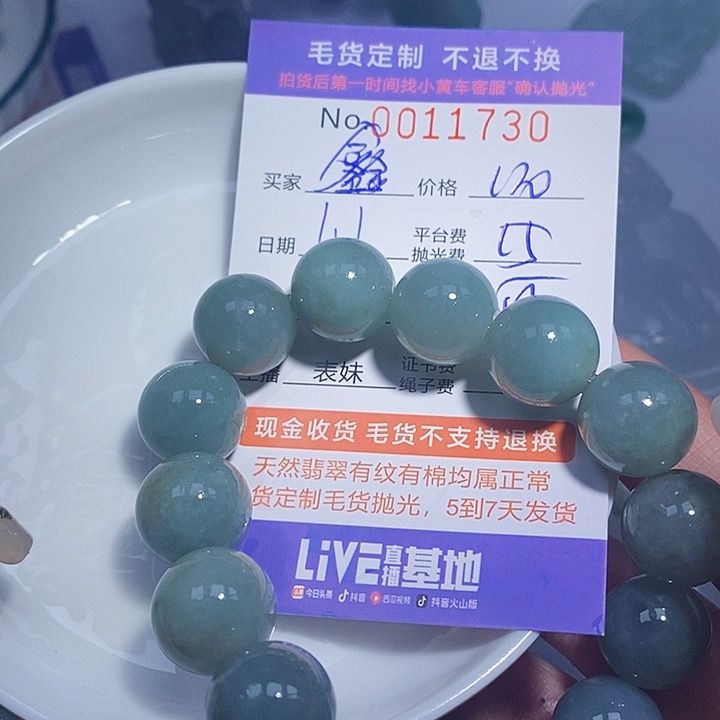 毛货定制 不退不换
拍货后第一时间找小黄车客服“确认抛光”
No 0011730
买家 鑫 价格
日期 平台费
抛光费
主播 表妹 证书费
绳子费
现金收货 毛货不支持退换
天然翡翠有纹有棉均属正常
货定制毛货抛光，5到7天发货
LiVE直播基地
今日头条 抖音 西瓜视频 抖音火山版